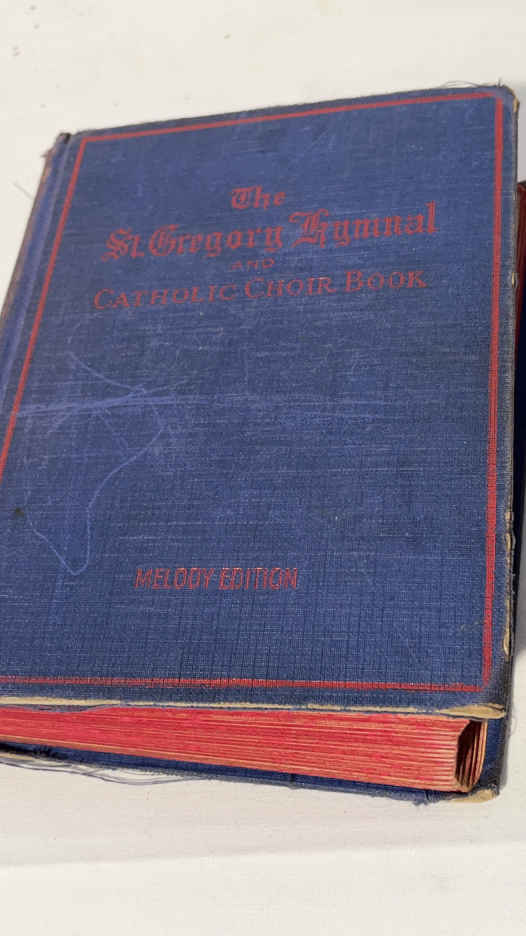 The
St. Gregory Hymnal
AND
CATHOLIC CHOIR BOOK
MELODY EDITION